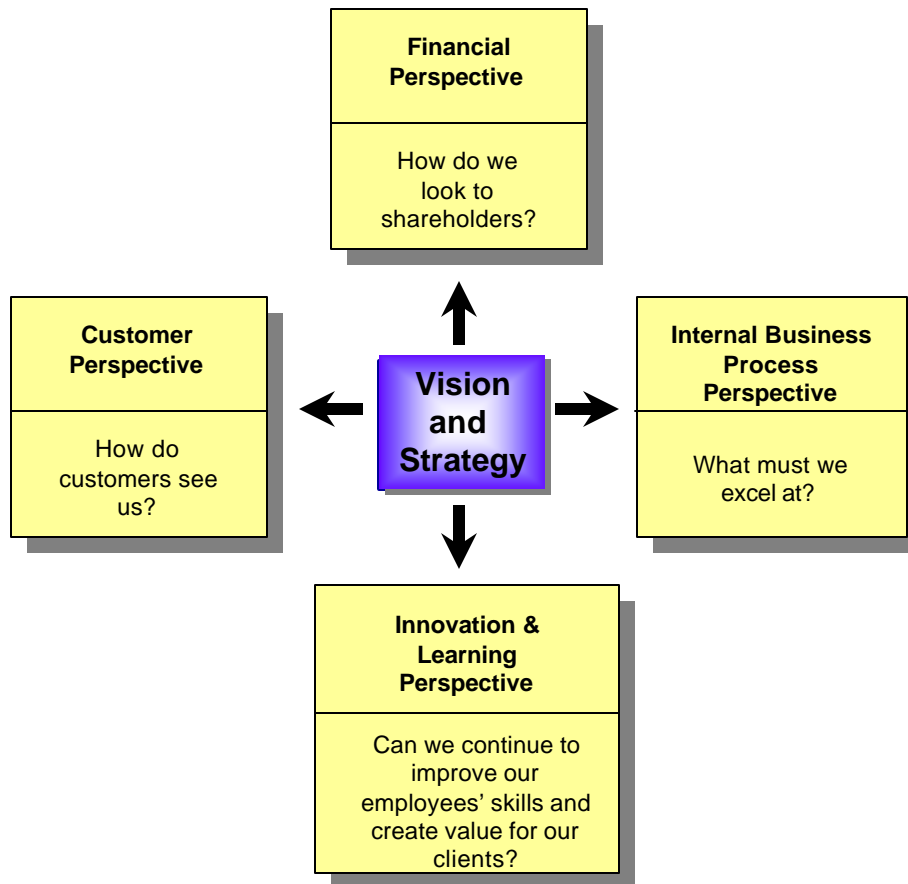 Financial
Perspective
How do we
look to
shareholders?
Customer
Perspective
How do
customers see
us?
Vision
and
Strategy
Internal Business
Process
Perspective
What must we
excel at?
Innovation &
Learning
Perspective
Can we continue to
improve our
employees’ skills and
create value for our
clients?